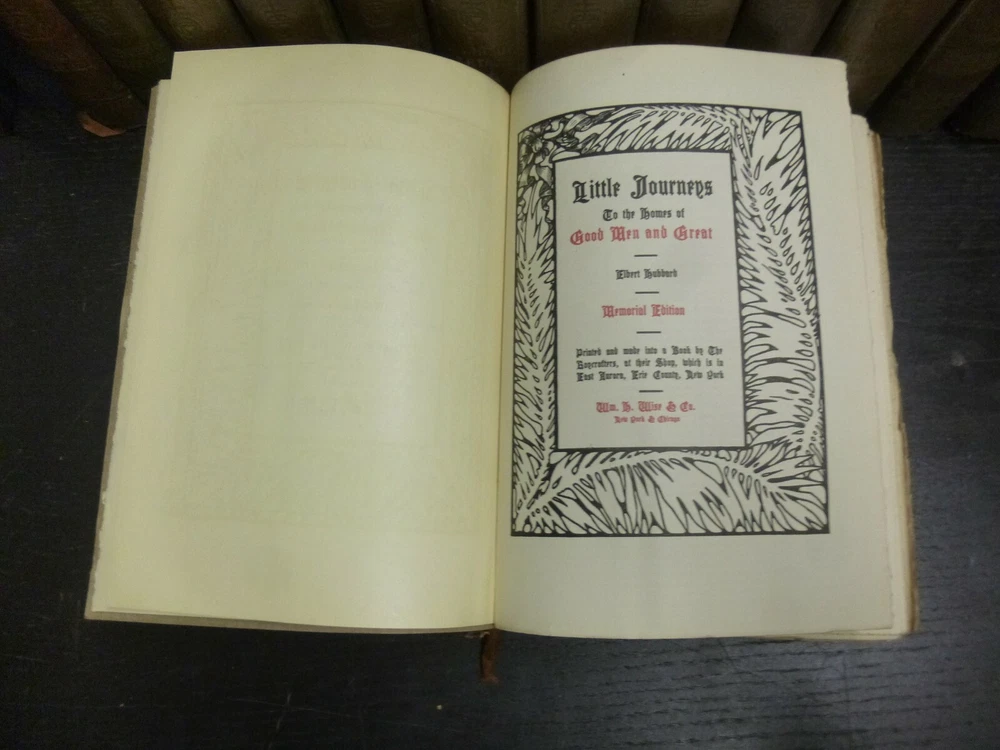 Little Journeys
To the Homes of
Good Men and Great
Elbert Hubbard
Memorial Edition
Printed and made into a Book by The
Roycrofters, at their Shop, which is in
East Aurora, Erie County, New York
Wm. H. Wise & Co.
New York & Chicago